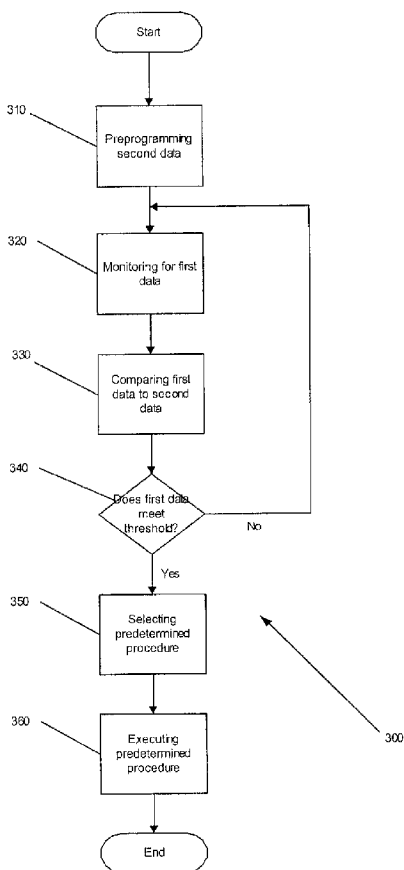 Start
310
Preprogramming
second data
320
Monitoring for first
data
330
Comparing first
data to second
data
340
Does first data
meet
threshold?
No
Yes
350
Selecting
predetermined
procedure
300
360
Executing
predetermined
procedure
End